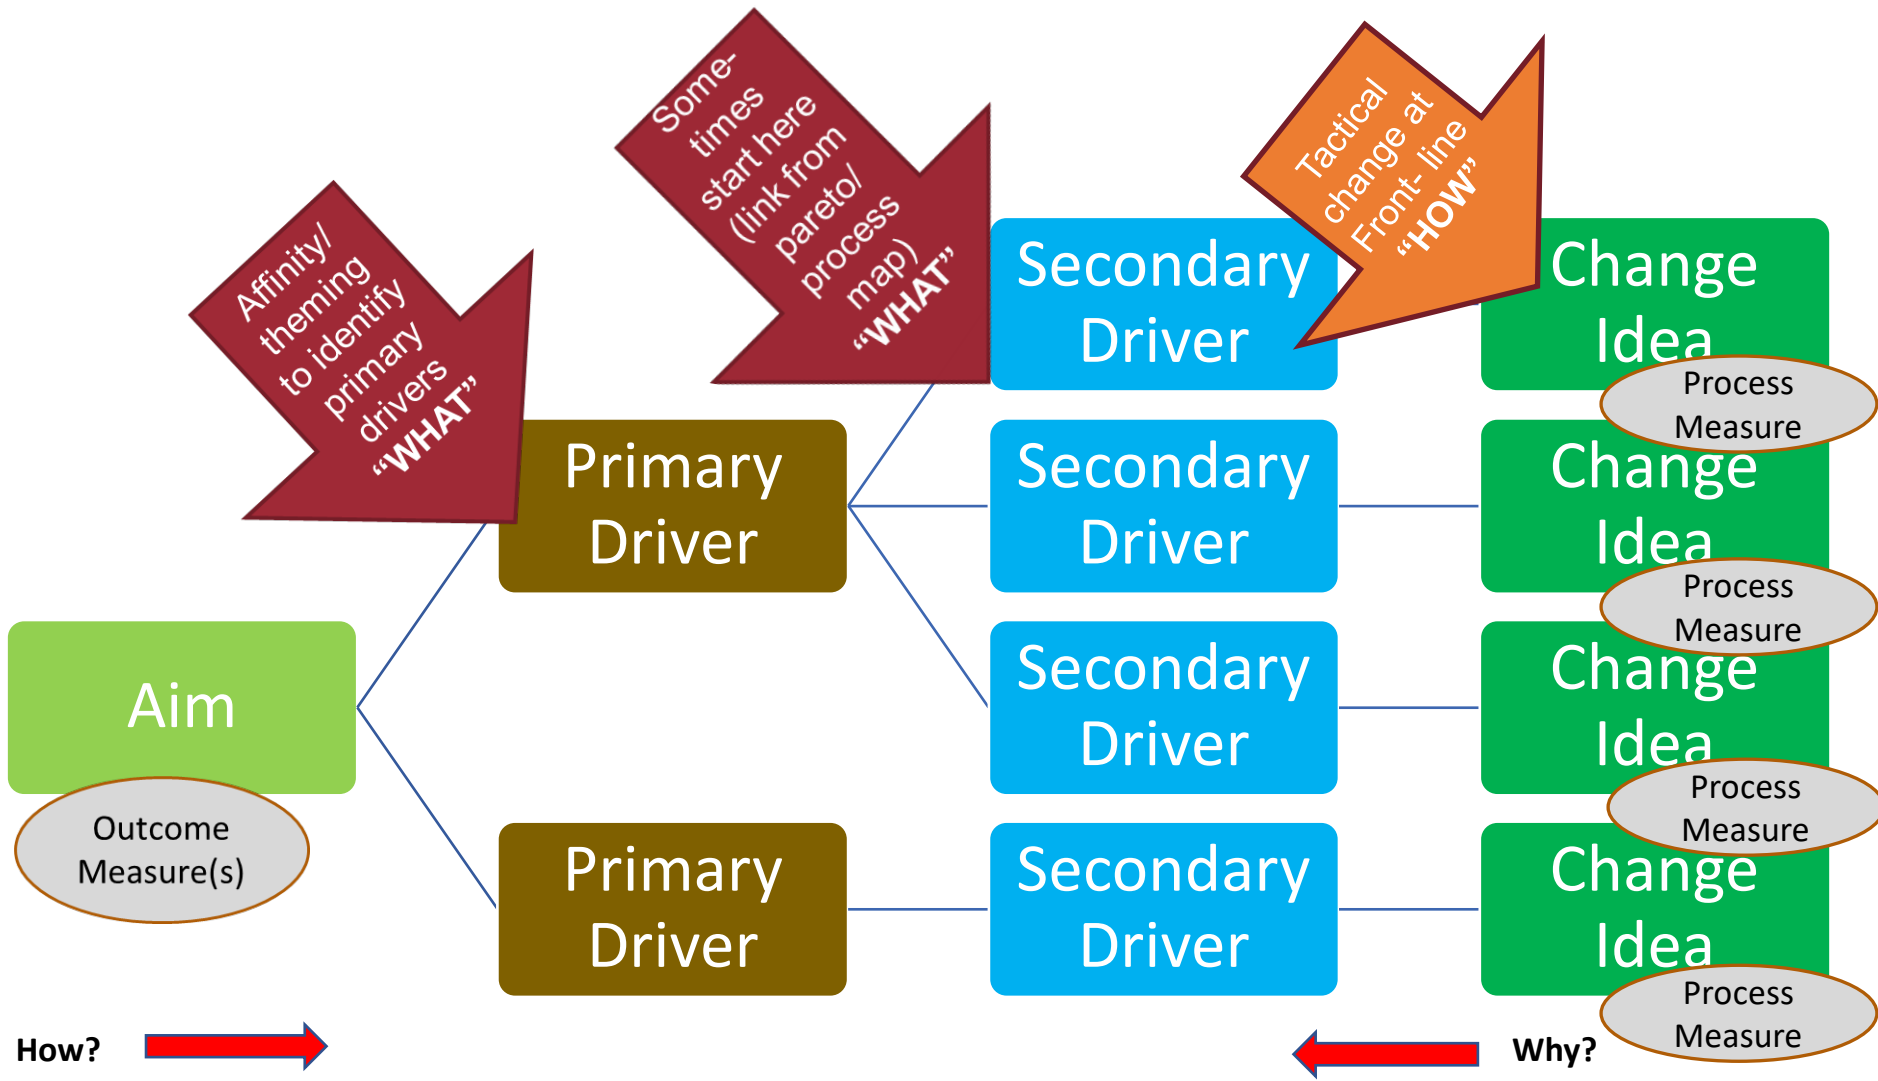 Affinity/
theming
to identify
primary
drivers
“WHAT”
Some-
times
start here
(link from
pareto/
process
map)
“WHAT”
Tactical
change at
Front- line
“HOW”
Aim
Outcome
Measure(s)
Primary
Driver
Primary
Driver
Secondary
Driver
Secondary
Driver
Secondary
Driver
Secondary
Driver
Change
Idea
Process
Measure
Change
Idea
Process
Measure
Change
Idea
Process
Measure
Change
Idea
Process
Measure
How?
Why?